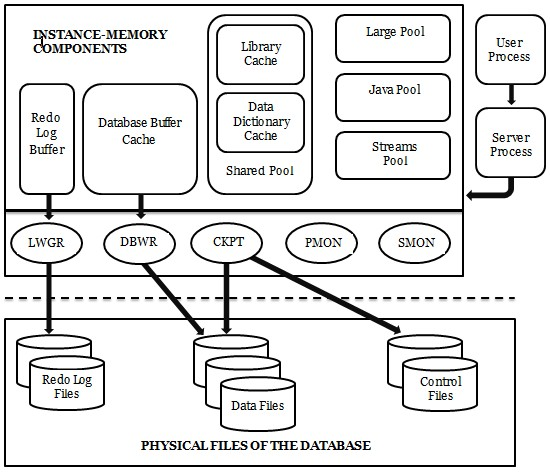 INSTANCE-MEMORY
COMPONENTS
Redo
Log
Buffer
Database Buffer
Cache
Library
Cache
Data
Dictionary
Cache
Shared Pool
Large Pool
Java Pool
Streams
Pool
User
Process
Server
Process
LWGR
DBWR
CKPT
PMON
SMON
Redo Log
Files
Data Files
Control
Files
PHYSICAL FILES OF THE DATABASE